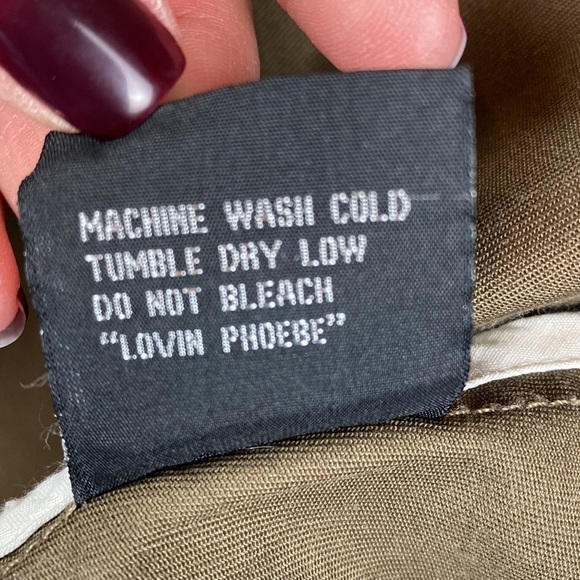 MACHINE WASH COLD
TUMBLE DRY LOW
DO NOT BLEACH
“LOVIN PHOEBE”